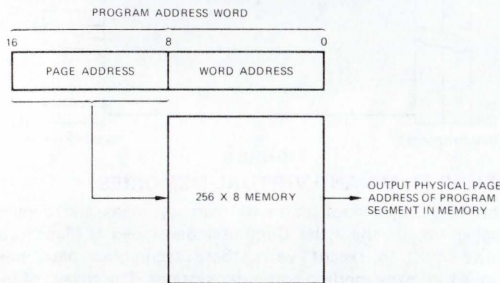 PROGRAM ADDRESS WORD
16 8 0
PAGE ADDRESS WORD ADDRESS
256 X 8 MEMORY
OUTPUT PHYSICAL PAGE
ADDRESS OF PROGRAM
SEGMENT IN MEMORY